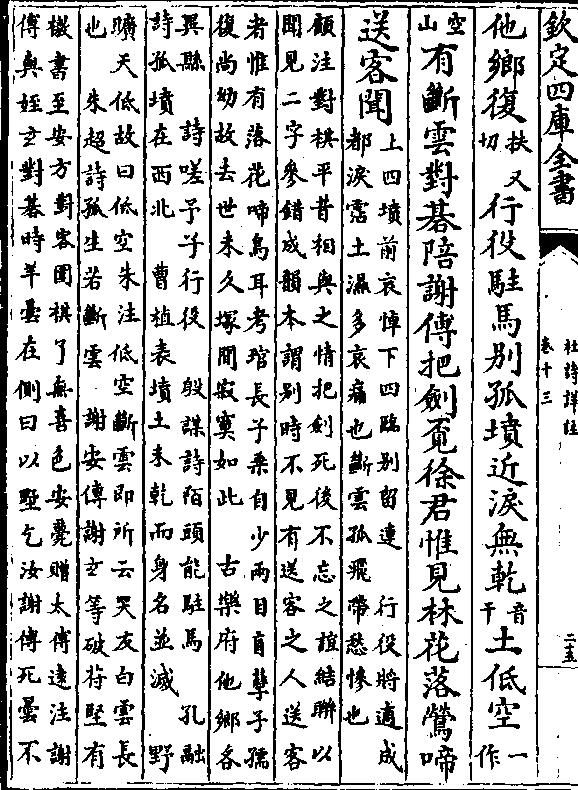 欽定四庫全書
杜詩詳註
卷十三
二十五
他鄉復扶又切行役駐馬别孤墳近淚無乾音干土低空一作
空山有斷雲對碁陪謝傅把劍覓徐君惟見林花落鶯啼
送客聞上四墳前哀悼下四臨别留連 行役將適成
都淚霑土濕多哀痛也斷雲孤飛帶愁慘也
顧注對棋平昔相與之情把劍死後不忘之誼結聯以
聞見二字參錯成韻本謂别時不見有送客之人送客
者惟有落花啼鳥耳考琯長子乘自少兩目盲孽子孺
復尚幼故去世未久塚間寂寞如此 古樂府他鄉各
異縣 詩嗟予子行役 殷謀詩陌頭能駐馬 孔融
詩孤墳在西北 曹植表墳土未乾而身名並滅 野
曠天低故曰低空朱注低空斷雲即所云哭友白雲長
也 朱超詩孤生若斷雲 謝安傳謝玄等破苻堅有
檄書至安方對客圍棋了無喜色安薨贈太傅遠注謝
傅與姪玄對碁時羊曇在側曰以墅乞汝謝傅死曇不